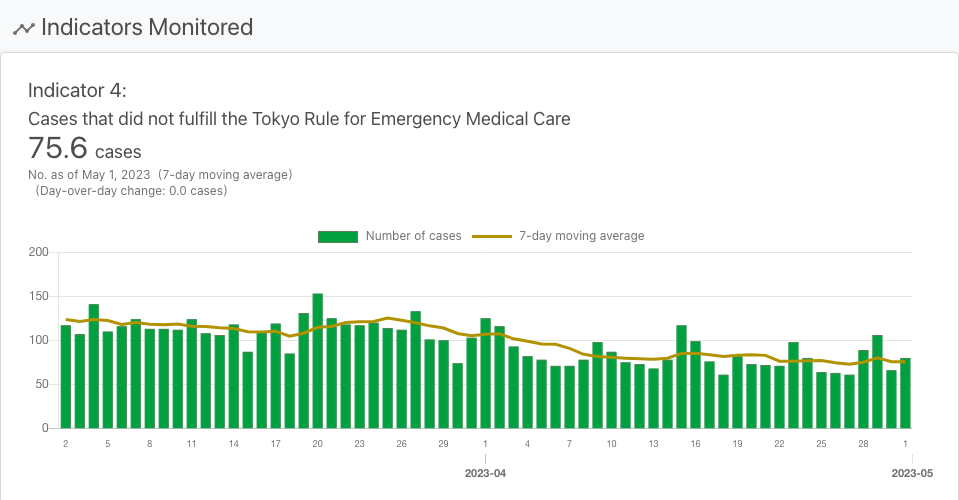 Indicators Monitored
Indicator 4:
Cases that did not fulfill the Tokyo Rule for Emergency Medical Care
75.6 cases
No. as of May 1, 2023 (7-day moving average)
(Day-over-day change: 0.0 cases)
Number of cases 7-day moving average
200
150
100
50
0
2 5 8 11 14 17 20 23 26 29 1 4 7 10 13 16 19 22 25 28 1
2023-04 2023-05